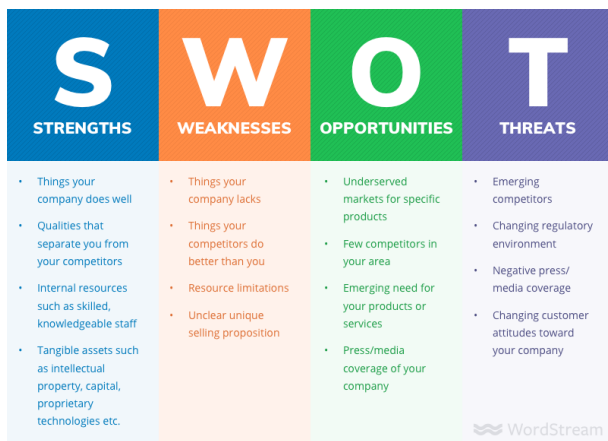 S
STRENGTHS
• Things your
company does well
• Qualities that
separate you from
your competitors
• Internal resources
such as skilled,
knowledgeable staff
• Tangible assets such
as intellectual
property, capital,
proprietary
technologies etc.
W
WEAKNESSES
• Things your
company lacks
• Things your
competitors do
better than you
• Resource limitations
• Unclear unique
selling proposition
O
OPPORTUNITIES
• Underserved
markets for specific
products
• Few competitors in
your area
• Emerging need for
your products or
services
• Press/media
coverage of your
company
T
THREATS
• Emerging
competitors
• Changing regulatory
environment
• Negative press/
media coverage
• Changing customer
attitudes toward
your company
WordStream